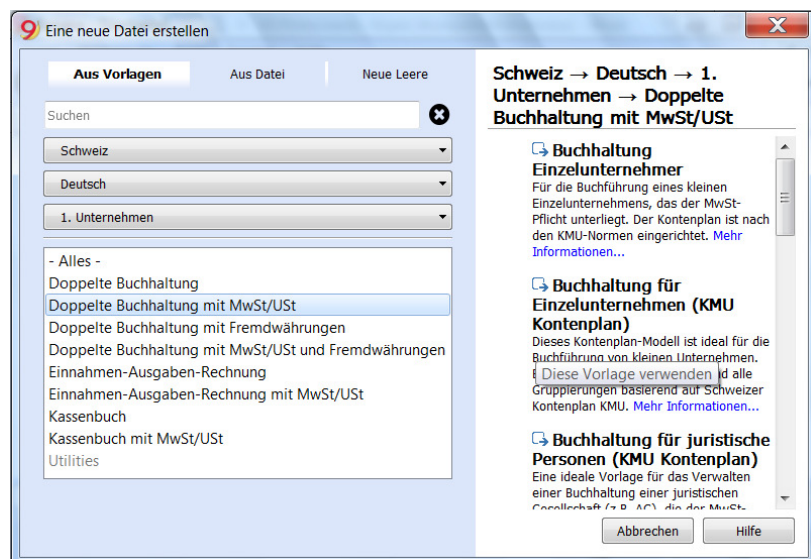 Eine neue Datei erstellen
Aus Vorlagen
Aus Datei
Neue Leere
Suchen
Schweiz
Deutsch
1. Unternehmen
- Alles -
Doppelte Buchhaltung
Doppelte Buchhaltung mit MwSt/USt
Doppelte Buchhaltung mit Fremdwährungen
Doppelte Buchhaltung mit MwSt/USt und Fremdwährungen
Einnahmen-Ausgaben-Rechnung
Einnahmen-Ausgaben-Rechnung mit MwSt/USt
Kassenbuch
Kassenbuch mit MwSt/USt
Utilities
Schweiz → Deutsch → 1.
Unternehmen → Doppelte
Buchhaltung mit MwSt/USt
Buchhaltung
Einzelunternehmer
Für die Buchführung eines kleinen
Einzelunternehmens, das der MwSt-
Pflicht unterliegt. Der Kontenplan ist nach
den KMU-Normen eingerichtet. Mehr
Informationen...
Buchhaltung für
Einzelunternehmen (KMU
Kontenplan)
Dieses Kontenplan-Modell ist ideal für die
Buchführung von kleinen Unternehmen.
Diese Vorlage verwenden
alle
Gruppierungen basierend auf Schweizer
Kontenplan KMU. Mehr Informationen...
Buchhaltung für juristische
Personen (KMU Kontenplan)
Eine ideale Vorlage für das Verwalten
einer Buchhaltung einer juristischen
Gesellschaft (z.B. AG), die der MwSt-
Abbrechen
Hilfe